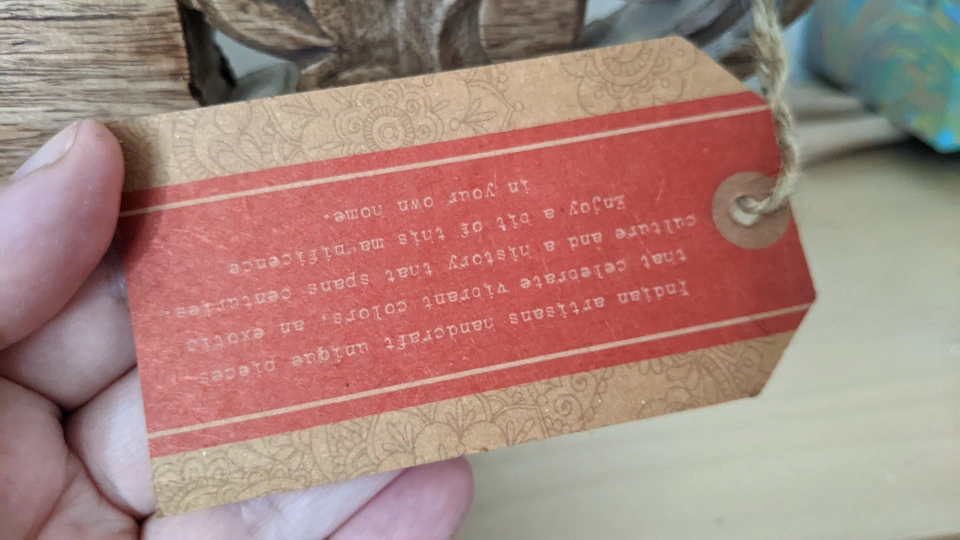 Indian artisans handcraft unique pieces
that celebrate vibrant colors, an exotic
culture and a history that spans centuries.
Enjoy a bit of this magnificence
in your own home.